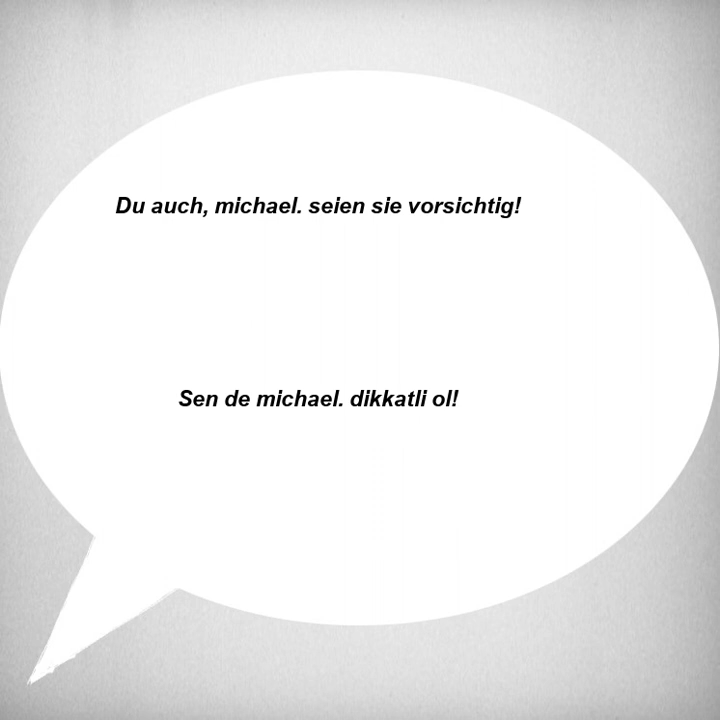 Du auch, michael. seien sie vorsichtig!
Sen de michael. dikkatli ol!